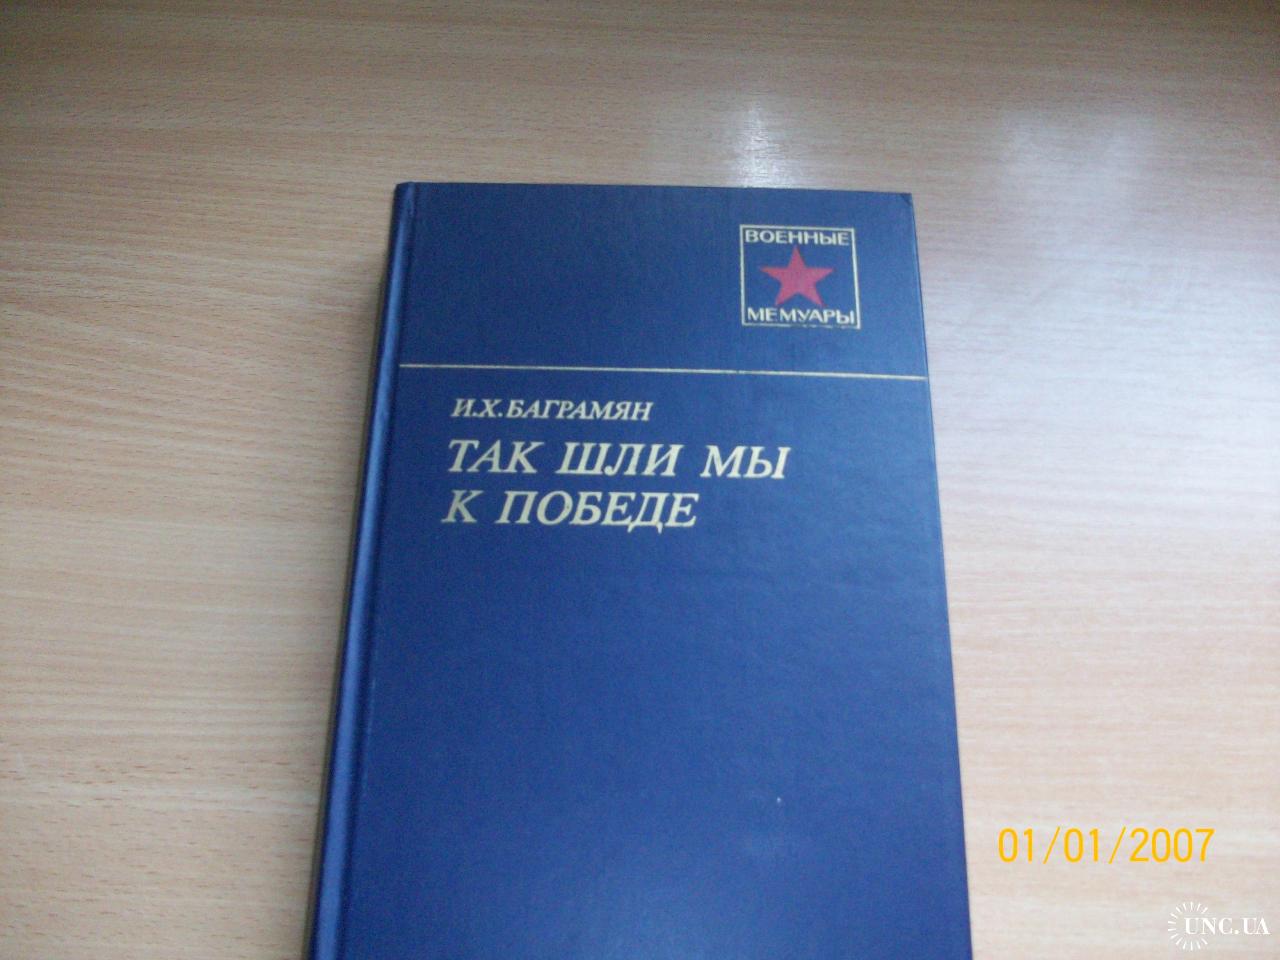 ВОЕННЫЕ
МЕМУАРЫ
И.Х.БАГРАМЯН
ТАК ШЛИ МЫ
К ПОБЕДЕ
01/01/2007
UNC.UA